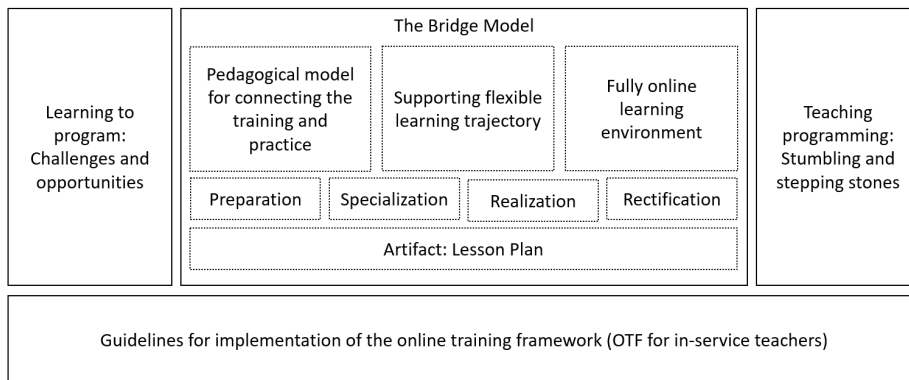 The Bridge Model
Learning to
program:
Challenges and
opportunities
Pedagogical model
for connecting the
training and
practice
Supporting flexible
learning trajectory
Fully online
learning
environment
Preparation
Specialization
Realization
Rectification
Artifact: Lesson Plan
Teaching
programming:
Stumbling and
stepping stones
Guidelines for implementation of the online training framework (OTF for in-service teachers)